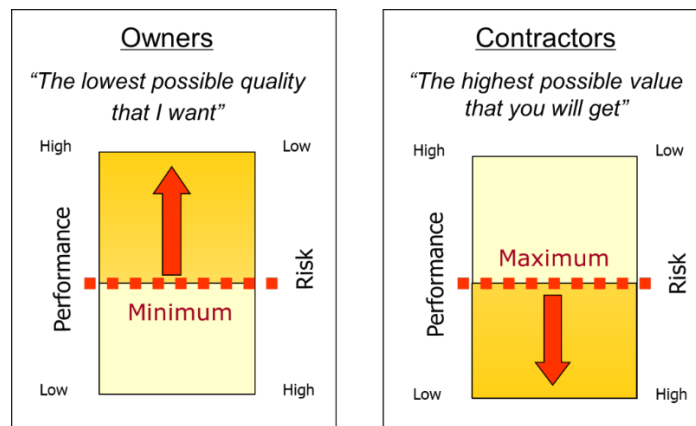 Owners
“The lowest possible quality
that I want”
High
Low
Performance
Risk
Minimum
Low
High
Contractors
“The highest possible value
that you will get”
High
Low
Performance
Risk
Maximum
Low
High